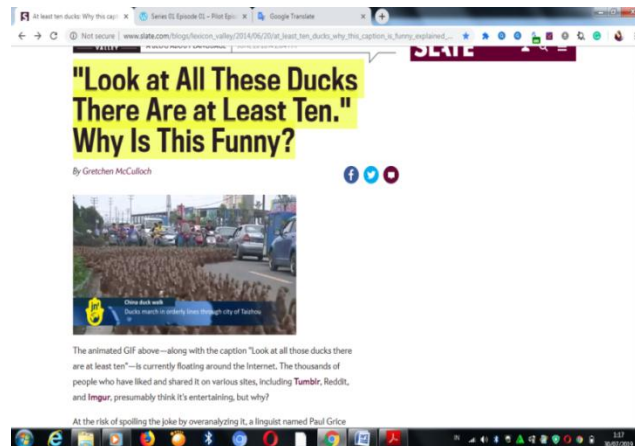 At least ten ducks: Why this capt
Series 01 Episode 01 – Pilot Epis
Google Translate
Not secure | www.slate.com/blogs/lexicon_valley/2014/06/20/at_least_ten_ducks_why_this_caption_is_funny_explained_...
VALLEY
SLATE
"Look at All These Ducks
There Are at Least Ten."
Why Is This Funny?
By Gretchen McCulloch
China duck walk
Ducks march in orderly lines through city of Taizhou
The animated GIF above—along with the caption "Look at all those ducks there
are at least ten"—is currently floating around the Internet. The thousands of
people who have liked and shared it on various sites, including Tumblr, Reddit,
and Imgur, presumably think it's entertaining, but why?
At the risk of spoiling the joke by overanalyzing it, a linguist named Paul Grice
1:17
30/07/2019